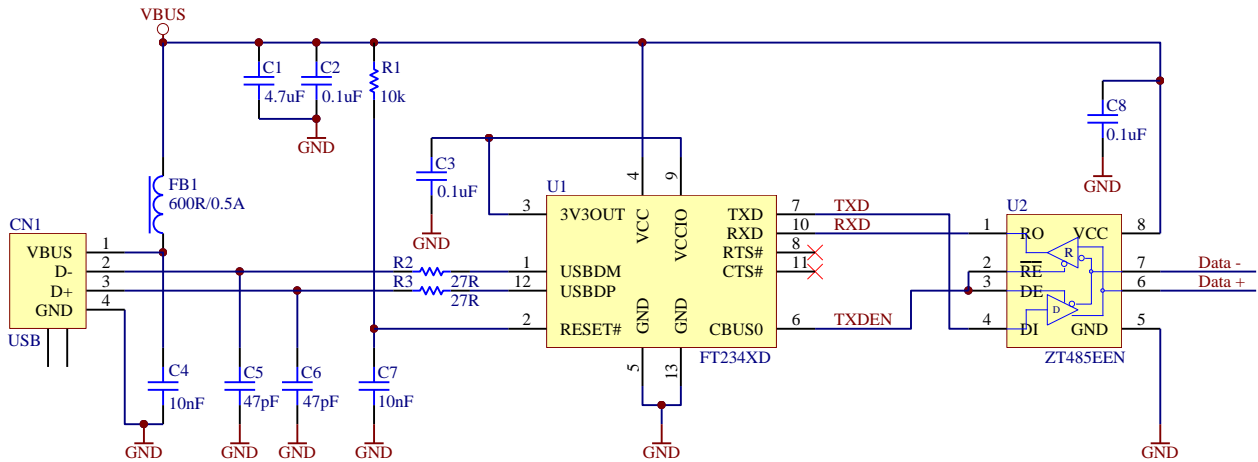 VBUS
C1
4.7uF
C2
0.1uF
R1
10k
GND
C8
0.1uF
GND
FB1
600R/0.5A
C3
0.1uF
GND
CN1
VBUS 1
D- 2
D+ 3
GND 4
USB
R2
27R
R3
27R
U1
3 3V3OUT
4 VCC
9 VCCIO
1 USBDM
12 USBDP
2 RESET#
5 GND
13 GND
TXD 7
RXD 10
RTS# 8
CTS# 11
CBUS0 6
FT234XD
TXD
RXD
TXDEN
U2
1 RO
2 RE
3 DE
4 DI
R
D
VCC 8
7
6
GND 5
ZT485EEN
Data -
Data +
C4
10nF
C5
47pF
C6
47pF
C7
10nF
GND
GND
GND
GND
GND
GND